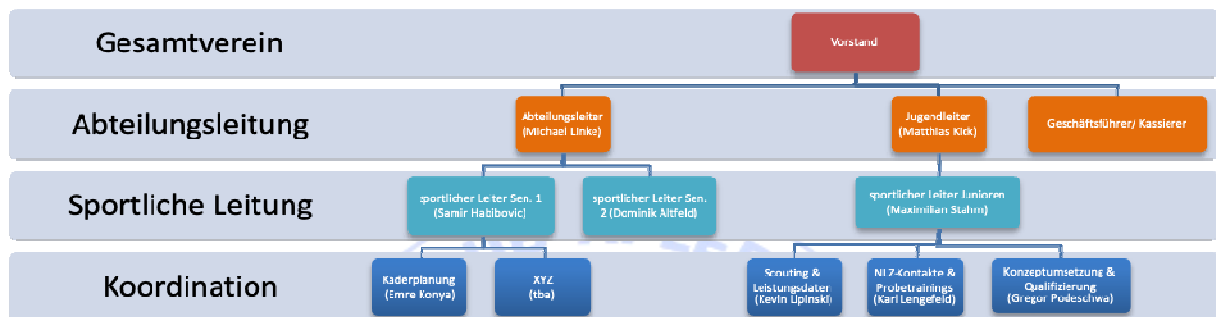 Gesamtverein
Vorstand
Abteilungsleitung
Abteilungsleiter
(Michael Linke)
Jugendleiter
(Matthias Kick)
Geschäftsführer/ Kassierer
Sportliche Leitung
sportlicher Leiter Sen. 1
(Samir Habibovic)
sportlicher Leiter Sen.
2 (Dominik Altfeld)
sportlicher Leiter Junioren
(Maximilian Stahm)
Koordination
Kaderplanung
(Emre Konya)
XYZ
(tba)
Scouting &
Leistungsdaten
(Kevin Lipinski)
NLZ-Kontakte &
Probetrainings
(Karl Lengefeld)
Konzeptumsetzung &
Qualifizierung
(Gregor Podeschwa)